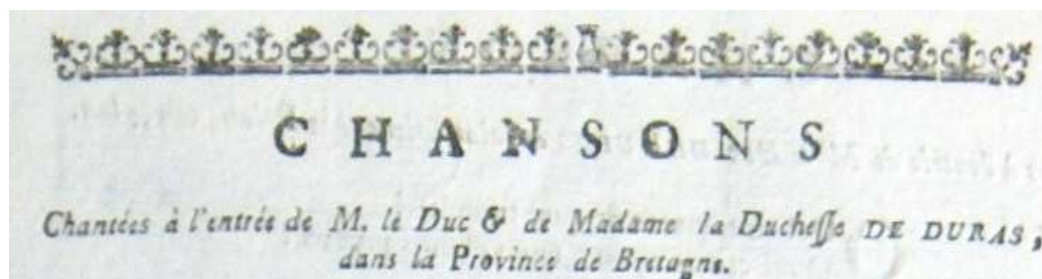 CHANSONS
Chantées à l'entrée de M. le Duc & de Madame la Ducheſſe DE DURAS,
dans la Province de Bretagne.